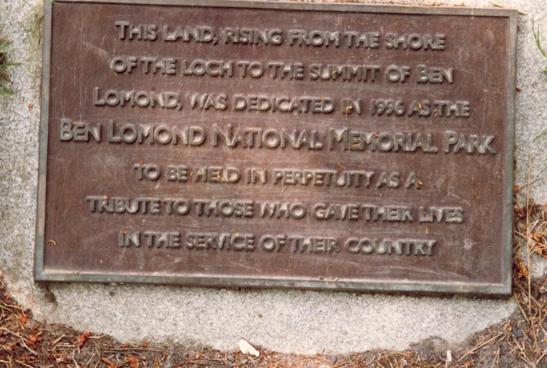 THIS LAND, RISING FROM THE SHORE
OF THE LOCH TO THE SUMMIT OF BEN
LOMOND, WAS DEDICATED IN 1996 AS THE
BEN LOMOND NATIONAL MEMORIAL PARK
TO BE HELD IN PERPETUITY AS A
TRIBUTE TO THOSE WHO GAVE THEIR LIVES
IN THE SERVICE OF THEIR COUNTRY